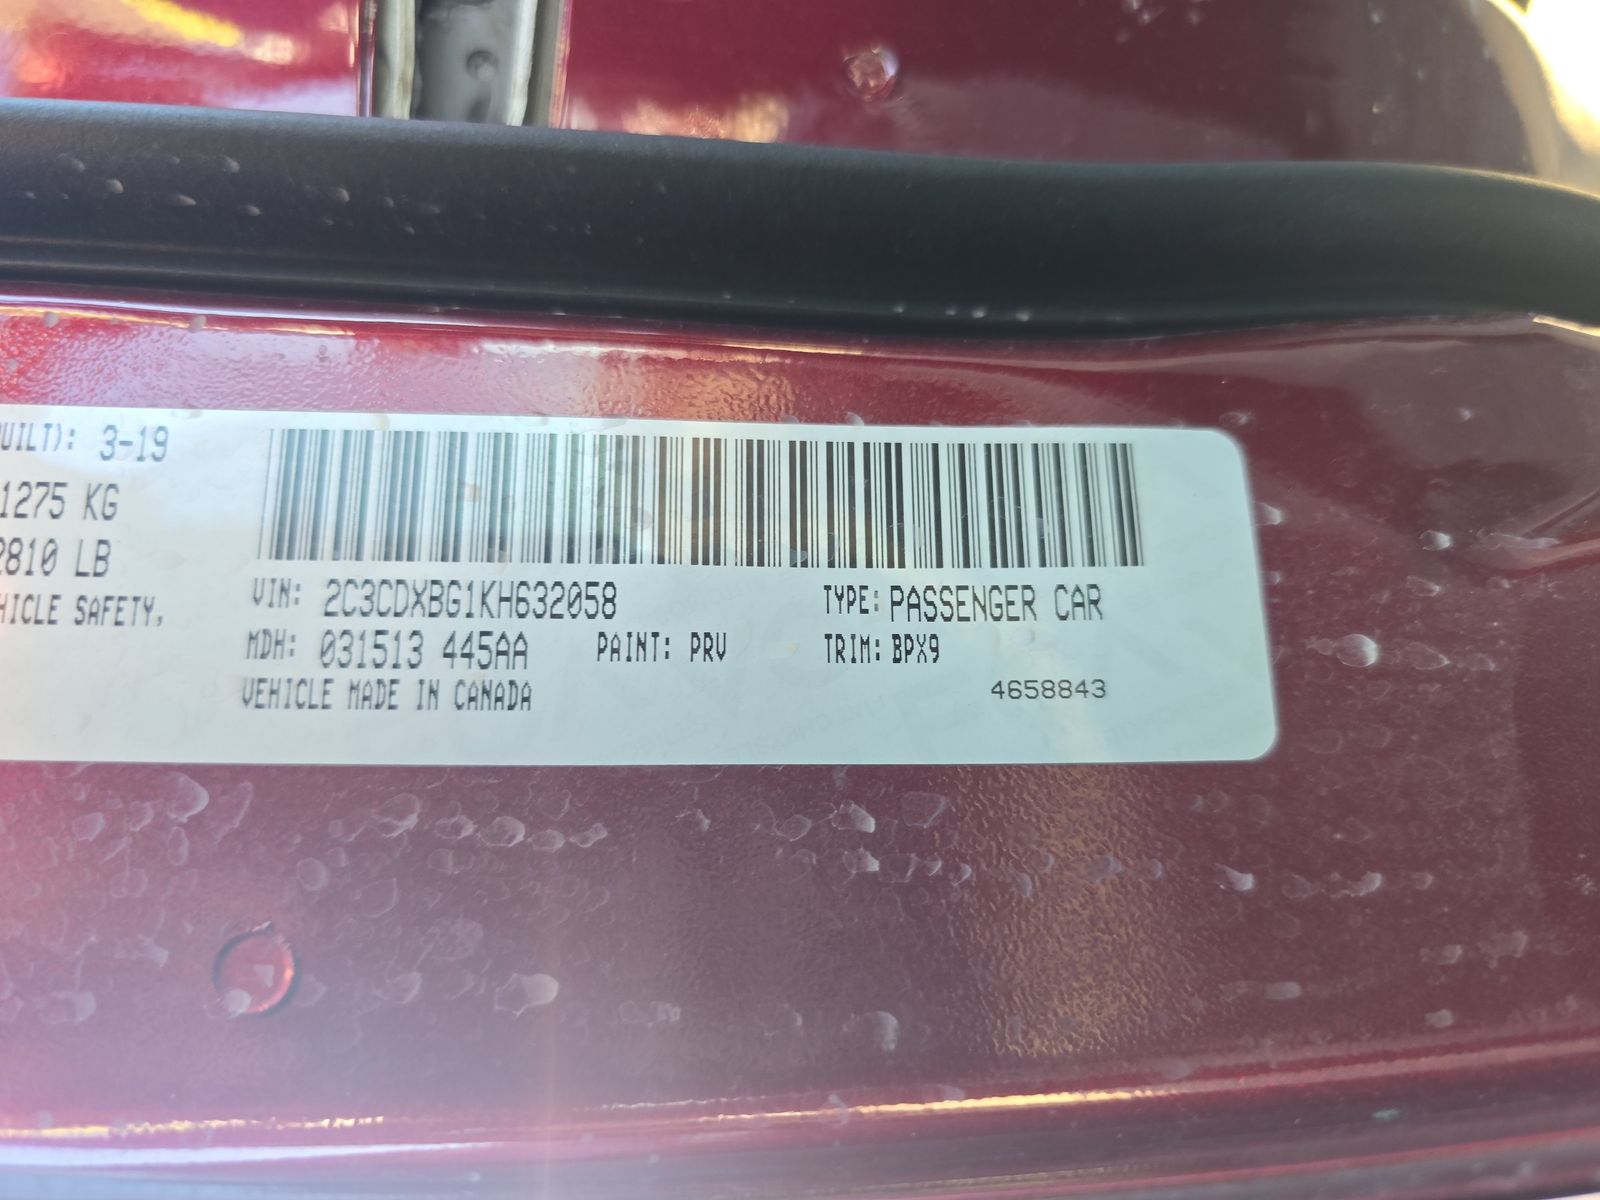 UILT): 3-19
1275 KG
2810 LB
HICLE SAFETY,
VIN: 2C3CDXBG1KH632058 TYPE: PASSENGER CAR
MDH: 031513 445AA PAINT: PRV TRIM: BPX9
VEHICLE MADE IN CANADA
4658843